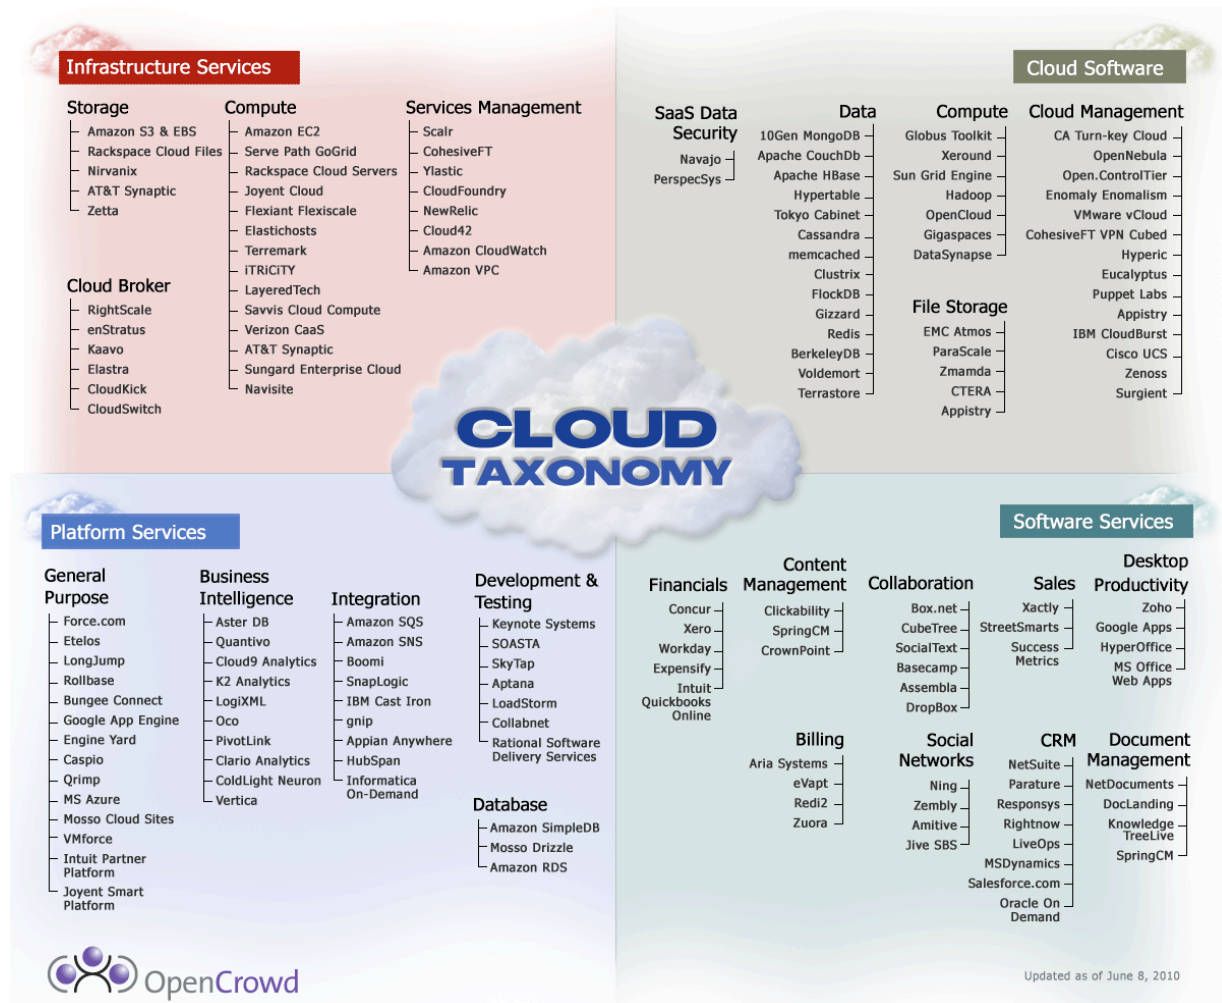 Infrastructure Services
Storage
Amazon S3 & EBS
Rackspace Cloud Files
Nirvanix
AT&T Synaptic
Zetta
Cloud Broker
RightScale
enStratus
Kaavo
Elastra
CloudKick
CloudSwitch
Compute
Amazon EC2
Serve Path GoGrid
Rackspace Cloud Servers
Joyent Cloud
Flexiant Flexiscale
Elastichosts
Terremark
iTRiCiTY
LayeredTech
Savvis Cloud Compute
Verizon CaaS
AT&T Synaptic
Sungard Enterprise Cloud
Navisite
Services Management
Scalr
CohesiveFT
Ylastic
CloudFoundry
NewRelic
Cloud42
Amazon CloudWatch
Amazon VPC
Cloud Software
SaaS Data
Security
Navajo
PerspecSys
Data
10Gen MongoDB
Apache CouchDb
Apache HBase
Hypertable
Tokyo Cabinet
Cassandra
memcached
Clustrix
FlockDB
Gizzard
Redis
BerkeleyDB
Voldemort
Terrastore
Compute
Globus Toolkit
Xeround
Sun Grid Engine
Hadoop
OpenCloud
Gigaspaces
DataSynapse
File Storage
EMC Atmos
ParaScale
Zmamda
CTERA
Appistry
Cloud Management
CA Turn-key Cloud
OpenNebula
Open.ControlTier
Enomaly Enomalism
VMware vCloud
CohesiveFT VPN Cubed
Hyperic
Eucalyptus
Puppet Labs
Appistry
IBM CloudBurst
Cisco UCS
Zenoss
Surgient
CLOUD
TAXONOMY
Platform Services
General
Purpose
Force.com
Etelos
LongJump
Rollbase
Bungee Connect
Google App Engine
Engine Yard
Caspio
Qrimp
MS Azure
Mosso Cloud Sites
VMforce
Intuit Partner
Platform
Joyent Smart
Platform
Business
Intelligence
Aster DB
Quantivo
Cloud9 Analytics
K2 Analytics
LogiXML
Oco
PivotLink
Clario Analytics
ColdLight Neuron
Vertica
Integration
Amazon SQS
Amazon SNS
Boomi
SnapLogic
IBM Cast Iron
gnip
Appian Anywhere
HubSpan
Informatica
On-Demand
Development &
Testing
Keynote Systems
SOASTA
SkyTap
Aptana
LoadStorm
Collabnet
Rational Software
Delivery Services
Database
Amazon SimpleDB
Mosso Drizzle
Amazon RDS
Software Services
Financials
Concur
Xero
Workday
Expensify
Intuit
Quickbooks
Online
Content
Management
Clickability
SpringCM
CrownPoint
Collaboration
Box.net
CubeTree
SocialText
Basecamp
Assembla
DropBox
Sales
Xactly
StreetSmarts
Success
Metrics
Desktop
Productivity
Zoho
Google Apps
HyperOffice
MS Office
Web Apps
Billing
Aria Systems
eVapt
Redi2
Zuora
Social
Networks
Ning
Zembly
Amitive
Jive SBS
CRM
NetSuite
Parature
Responsys
Rightnow
LiveOps
MSDynamics
Salesforce.com
Oracle On
Demand
Document
Management
NetDocuments
DocLanding
Knowledge
TreeLive
SpringCM
OpenCrowd
Updated as of June 8, 2010